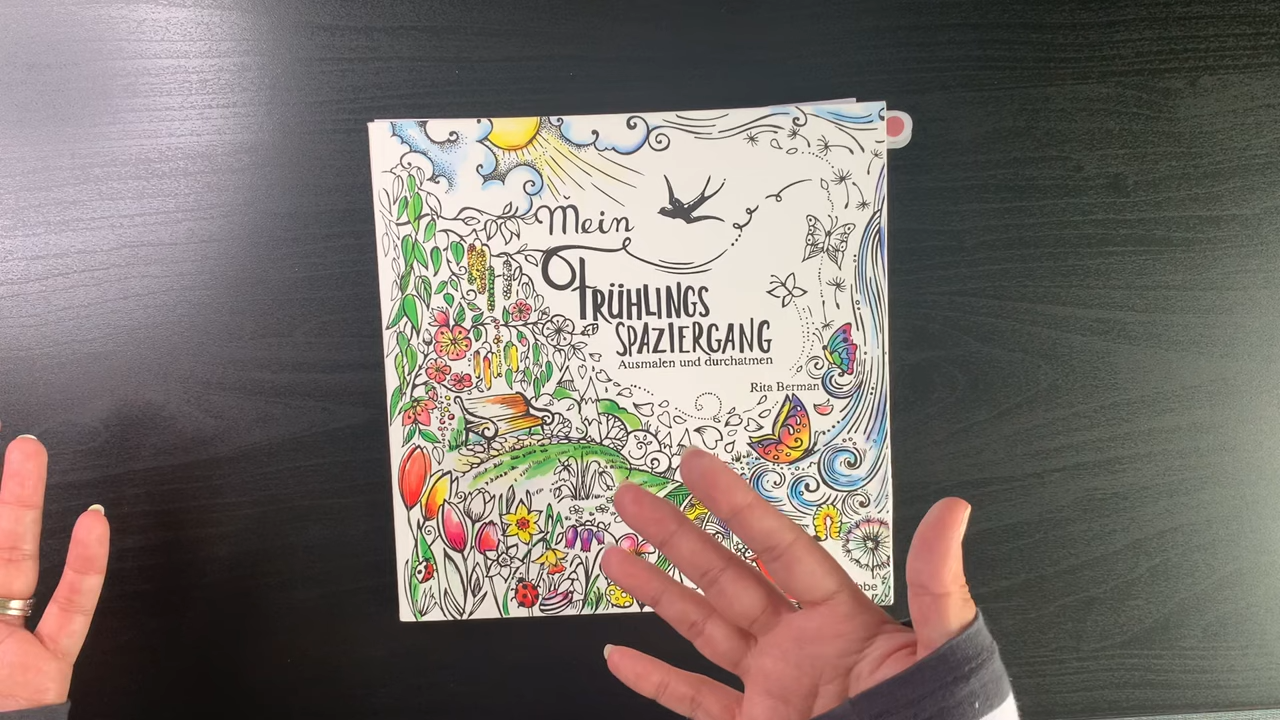 Mein
FRÜHLINGS
SPAZIERGANG
Ausmalen und durchatmen
Rita Berman